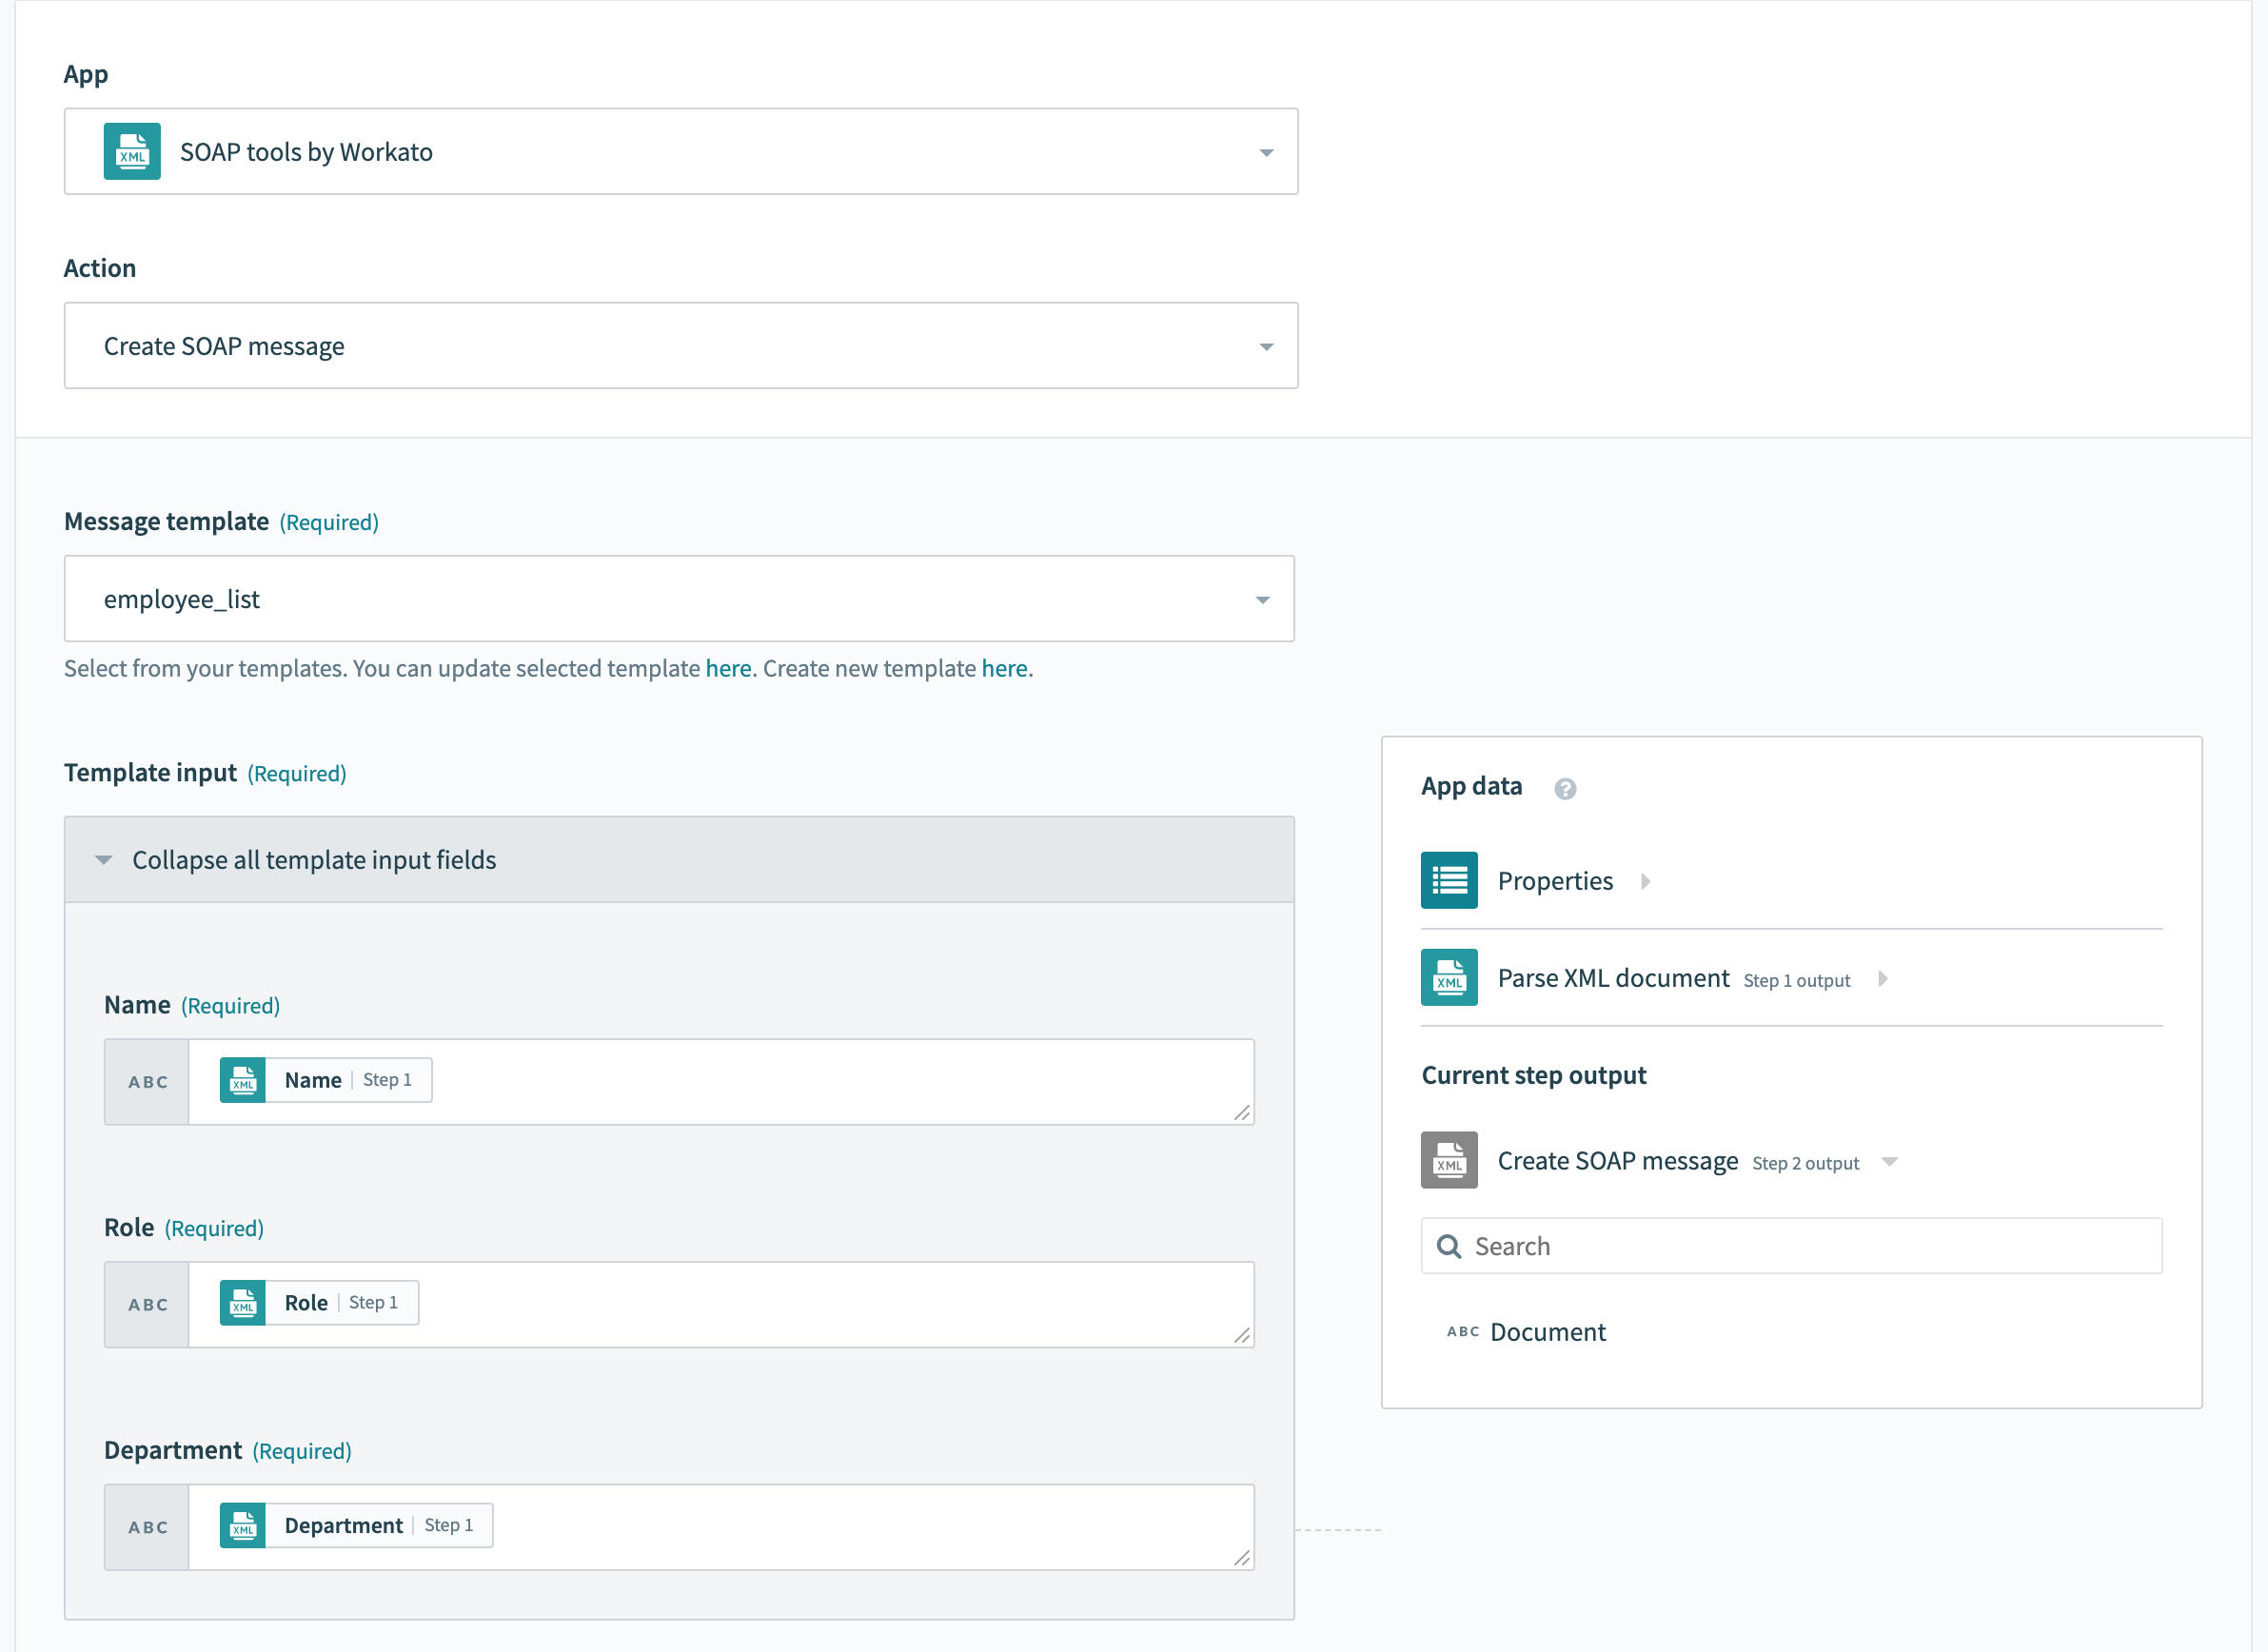 App
XML
SOAP tools by Workato
Action
Create SOAP message
Message template (Required)
employee_list
Select from your templates. You can update selected template here. Create new template here.
Template input (Required)
Collapse all template input fields
Name (Required)
ABC XML Name Step 1
Role (Required)
ABC XML Role Step 1
Department (Required)
ABC XML Department Step 1
App data ?
Properties
XML Parse XML document Step 1 output
Current step output
XML Create SOAP message Step 2 output
Search
ABC Document